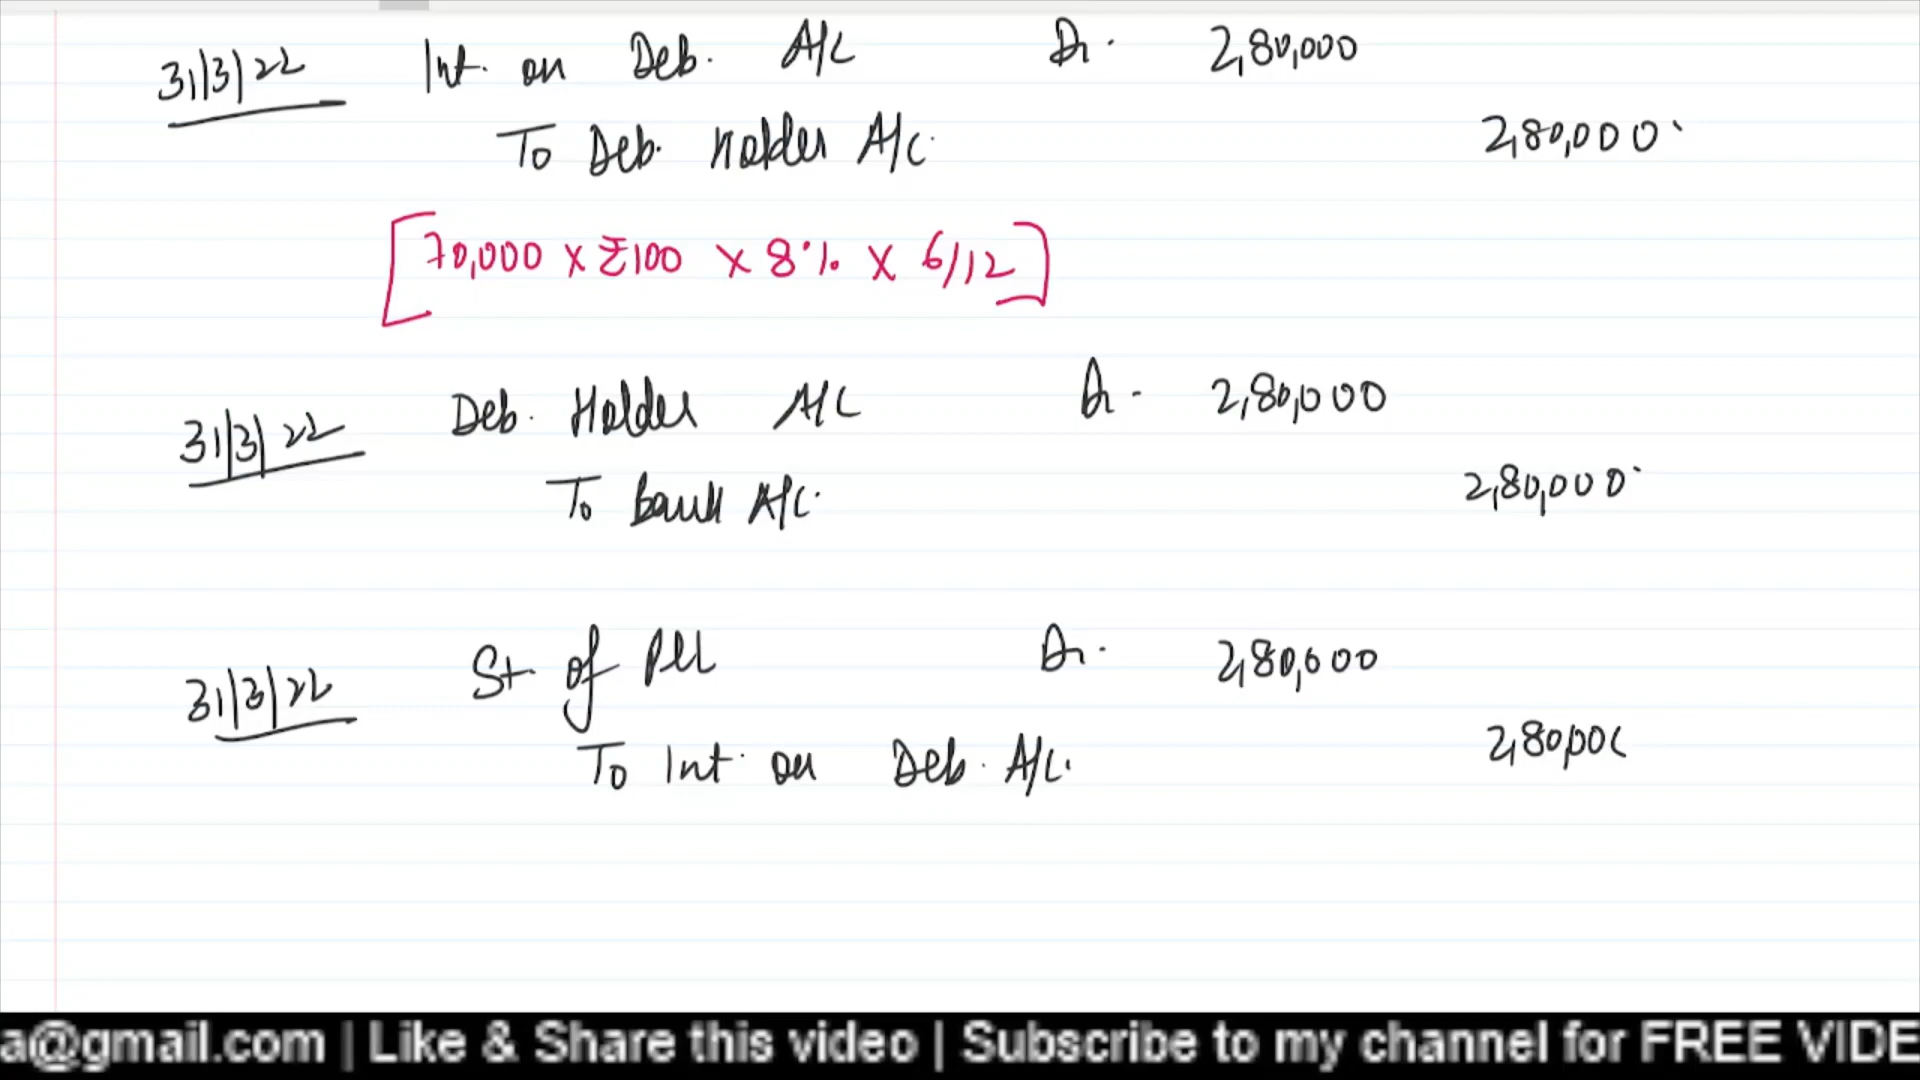 31/3/22 Int. on Deb. A/c Dr. 2,80,000
To Deb. Holder A/c. 2,80,000
[70,000 x ₹100 x 8% x 6/12]
31/3/22 Deb. Holder A/c Dr. 2,80,000
To Bank A/c. 2,80,000
31/3/22 St. of P&L Dr. 2,80,000
To Int. on Deb. A/c. 2,80,000
a@gmail.com | Like & Share this video | Subscribe to my channel for FREE VIDE